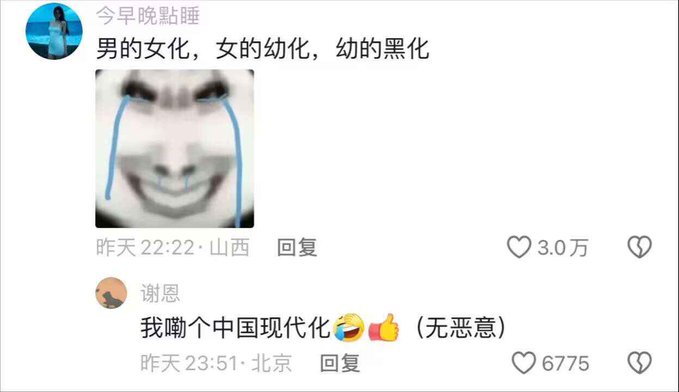 今早晚點睡
男的女化，女的幼化，幼的黑化
昨天 22:22 · 山西 回复 3.0万
谢恩
我嘞个中国现代化🤣👍（无恶意）
昨天 23:51 · 北京 回复 6775